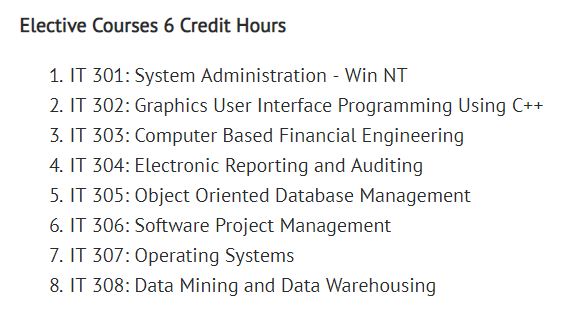 Elective Courses 6 Credit Hours
1. IT 301: System Administration - Win NT
2. IT 302: Graphics User Interface Programming Using C++
3. IT 303: Computer Based Financial Engineering
4. IT 304: Electronic Reporting and Auditing
5. IT 305: Object Oriented Database Management
6. IT 306: Software Project Management
7. IT 307: Operating Systems
8. IT 308: Data Mining and Data Warehousing